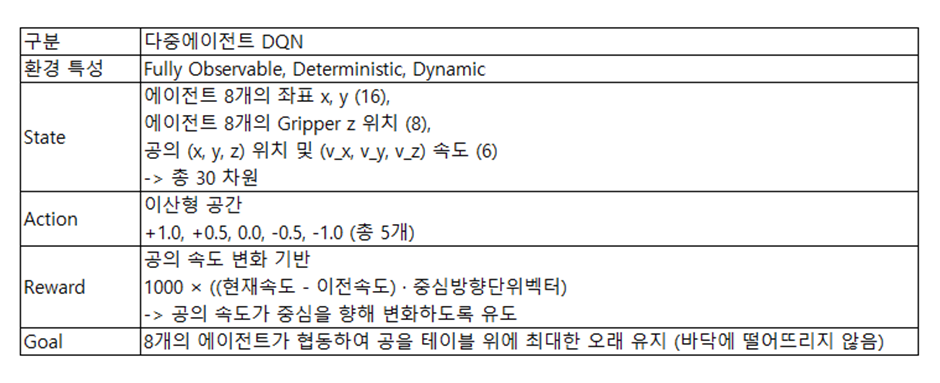 구분 다중에이전트 DQN
환경 특성 Fully Observable, Deterministic, Dynamic
State
에이전트 8개의 좌표 x, y (16),
에이전트 8개의 Gripper z 위치 (8),
공의 (x, y, z) 위치 및 (v_x, v_y, v_z) 속도 (6)
-> 총 30 차원
Action
이산형 공간
+1.0, +0.5, 0.0, -0.5, -1.0 (총 5개)
Reward
공의 속도 변화 기반
1000 × ((현재속도 - 이전속도) · 중심방향단위벡터)
-> 공의 속도가 중심을 향해 변화하도록 유도
Goal 8개의 에이전트가 협동하여 공을 테이블 위에 최대한 오래 유지 (바닥에 떨어뜨리지 않음)